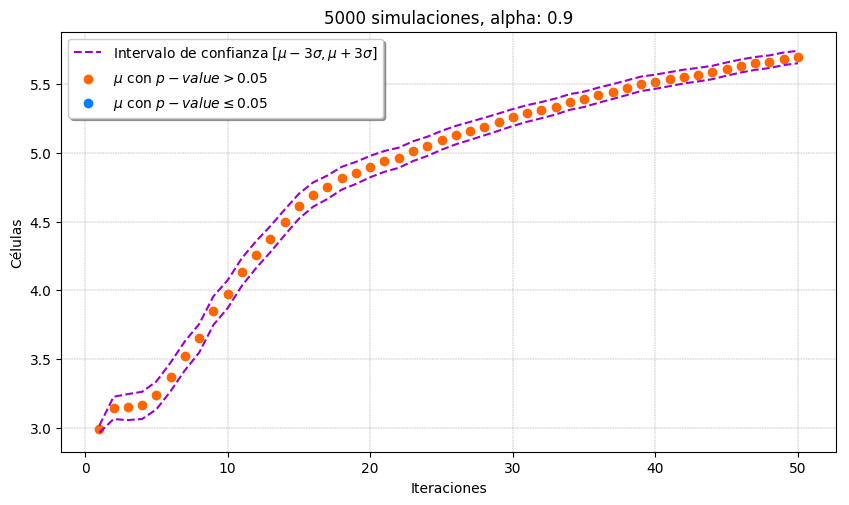 5000 simulaciones, alpha: 0.9
Intervalo de confianza [μ − 3σ, μ + 3σ]
μ con p − value > 0.05
μ con p − value ≤ 0.05
Células
5.5
5.0
4.5
4.0
3.5
3.0
0 10 20 30 40 50
Iteraciones